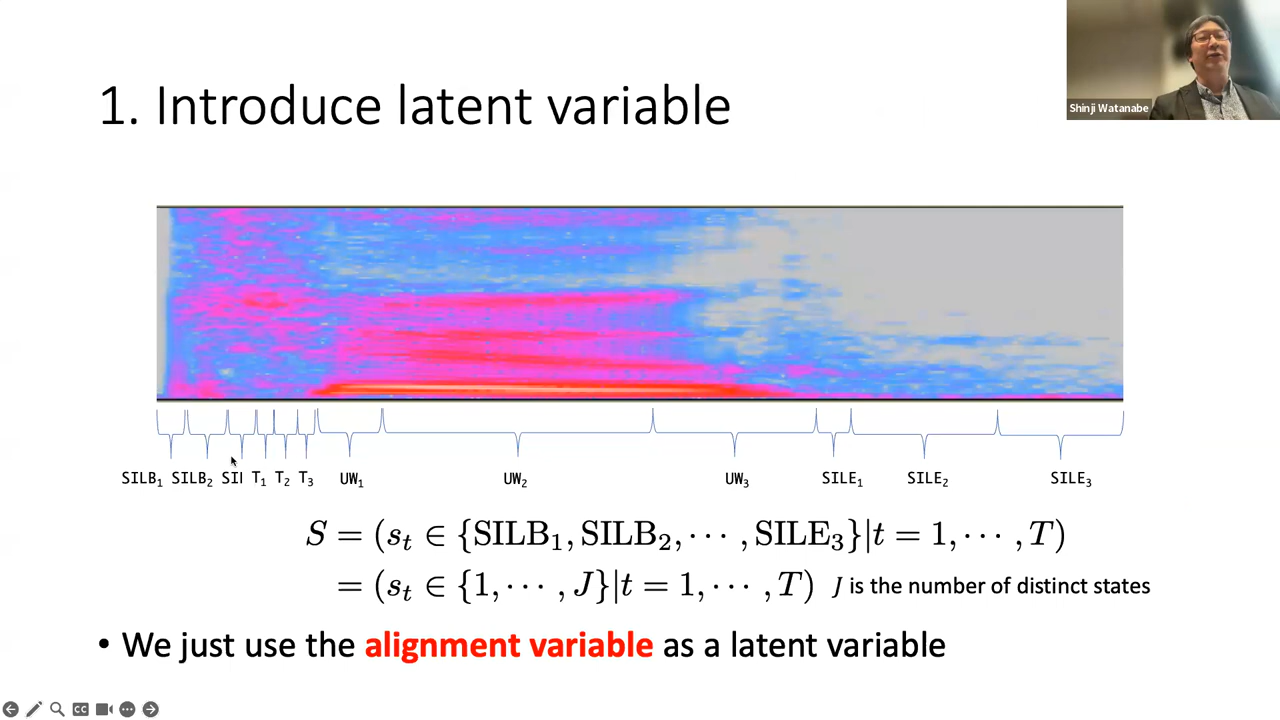 1. Introduce latent variable
Shinji Watanabe
SILB₁ SILB₂ SI T₁ T₂ T₃ UW₁ UW₂ UW₃ SILE₁ SILE₂ SILE₃
S = (sₜ ∈ {SILB₁, SILB₂, ⋯ , SILE₃}|t = 1, ⋯ , T)
= (sₜ ∈ {1, ⋯ , J}|t = 1, ⋯ , T) J is the number of distinct states
• We just use the alignment variable as a latent variable
CC